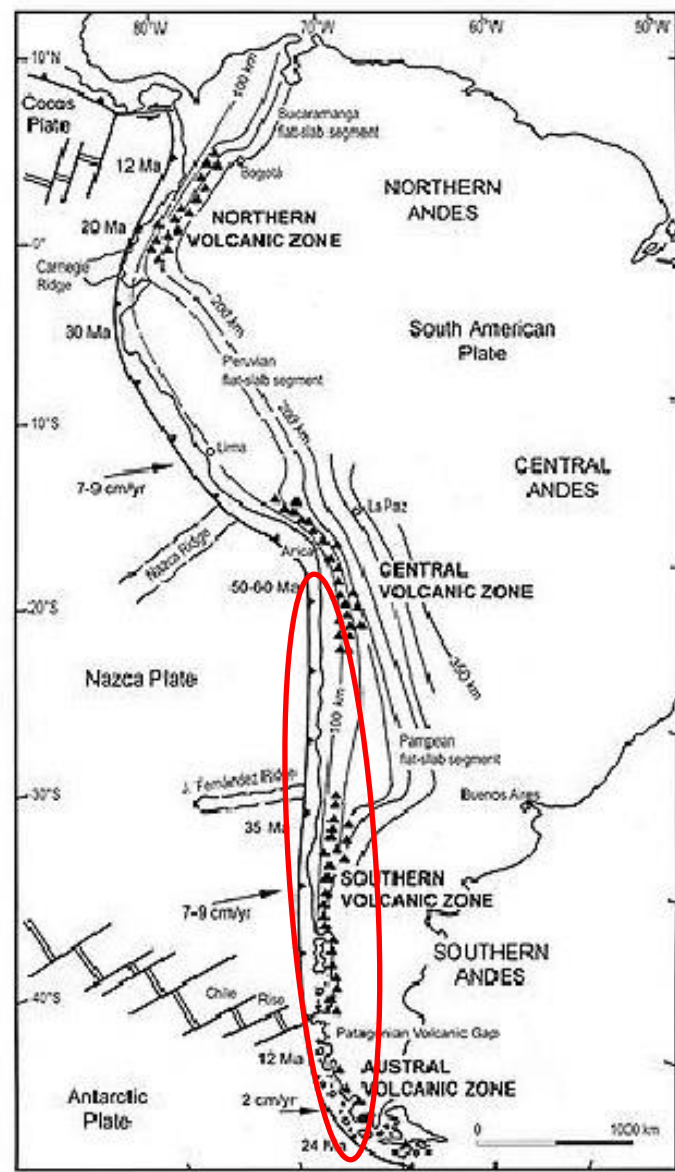 80°W
70°W
60°W
50°W
10°N
400 km
Cocos
Plate
Bucaramanga
flat-slab segment
12 Ma
Bogotá
NORTHERN
ANDES
20 Ma
NORTHERN
VOLCANIC ZONE
0°
Carnegie
Ridge
200 km
30 Ma
South American
Plate
Peruvian
flat-slab segment
10°S
200 km
Lima
CENTRAL
ANDES
7-9 cm/yr
La Paz
Nazca Ridge
Arica
CENTRAL
VOLCANIC ZONE
50-60 Ma
20°S
350 km
Nazca Plate
100 km
Pampean
flat-slab segment
J. Fernández Ridge
30°S
Buenos Aires
35 Ma
SOUTHERN
VOLCANIC ZONE
7-9 cm/yr
SOUTHERN
ANDES
40°S
Chile Rise
Patagonian Volcanic Gap
12 Ma
AUSTRAL
VOLCANIC ZONE
Antarctic
Plate
2 cm/yr
0 1000 km
24 Ma